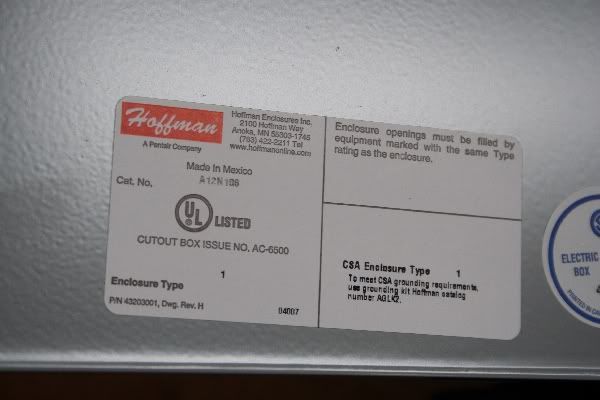 Hoffman
A Pentair Company
Hoffman Enclosures Inc.
2100 Hoffman Way
Anoka, MN 55303-1745
(763) 422-2211 Tel
www.hoffmanonline.com
Made in Mexico
Cat. No. A12N106
UL LISTED
CUTOUT BOX ISSUE NO. AC-6500
Enclosure Type 1
P/N 43203001, Dwg. Rev. H 04007
Enclosure openings must be filled by
equipment marked with the same Type
rating as the enclosure.
CSA Enclosure Type 1
To meet CSA grounding requirements,
use grounding kit Hoffman catalog
number AGLK2.
ELECTRIC
BOX
PRINTED IN